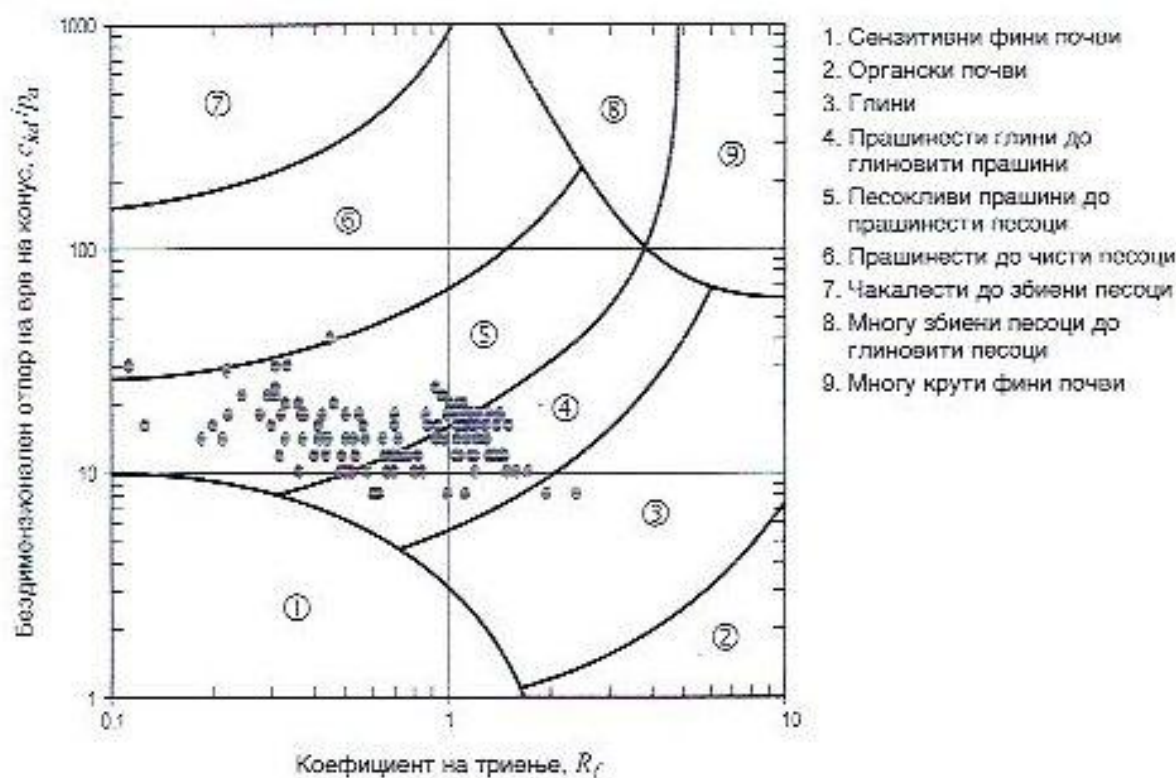 Бездимензионален отпор на врв на конус,
1000
100
10
1
0.1
1
10
Коефициент на триење, R_f
①
②
③
④
⑤
⑥
⑦
⑧
⑨
1. Сензитивни фини почви
2. Органски почви
3. Глини
4. Прашинести глини до
глиновити прашини
5. Песокливи прашини до
прашинести песоци
6. Прашинести до чисти песоци
7. Чакалести до збиени песоци
8. Многу збиени песоци до
глиновити песоци
9. Многу крути фини почви